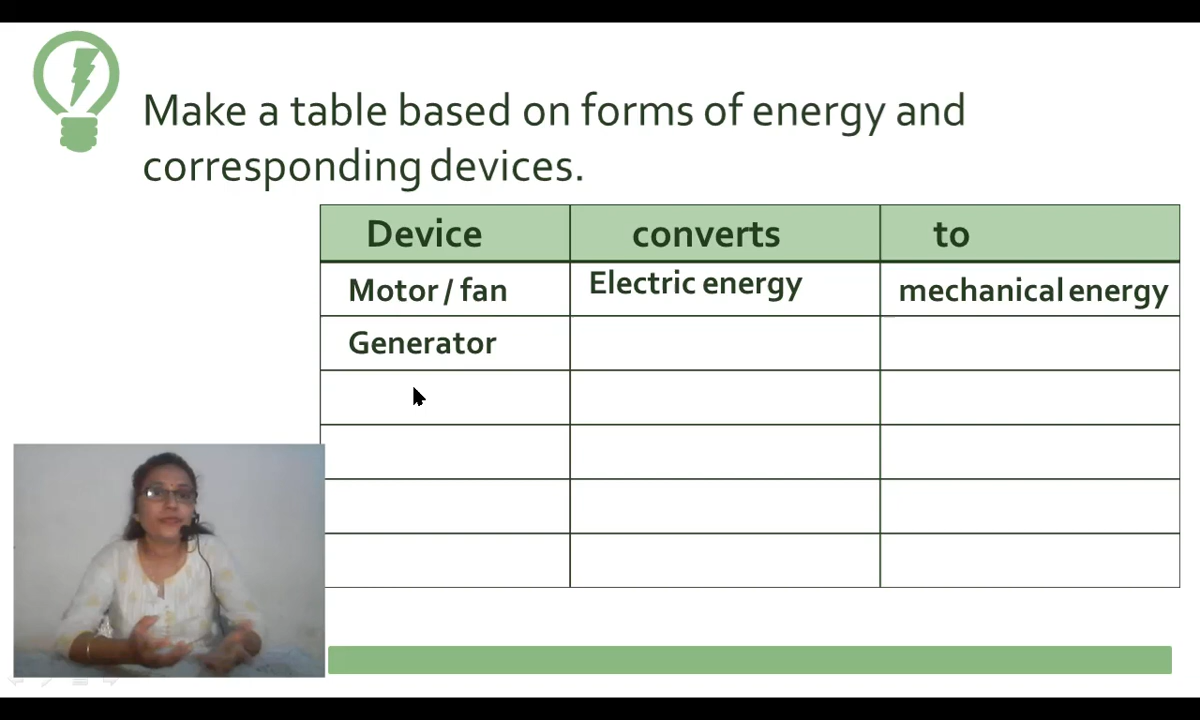 Make a table based on forms of energy and
corresponding devices.
Device converts to
Motor / fan Electric energy mechanical energy
Generator